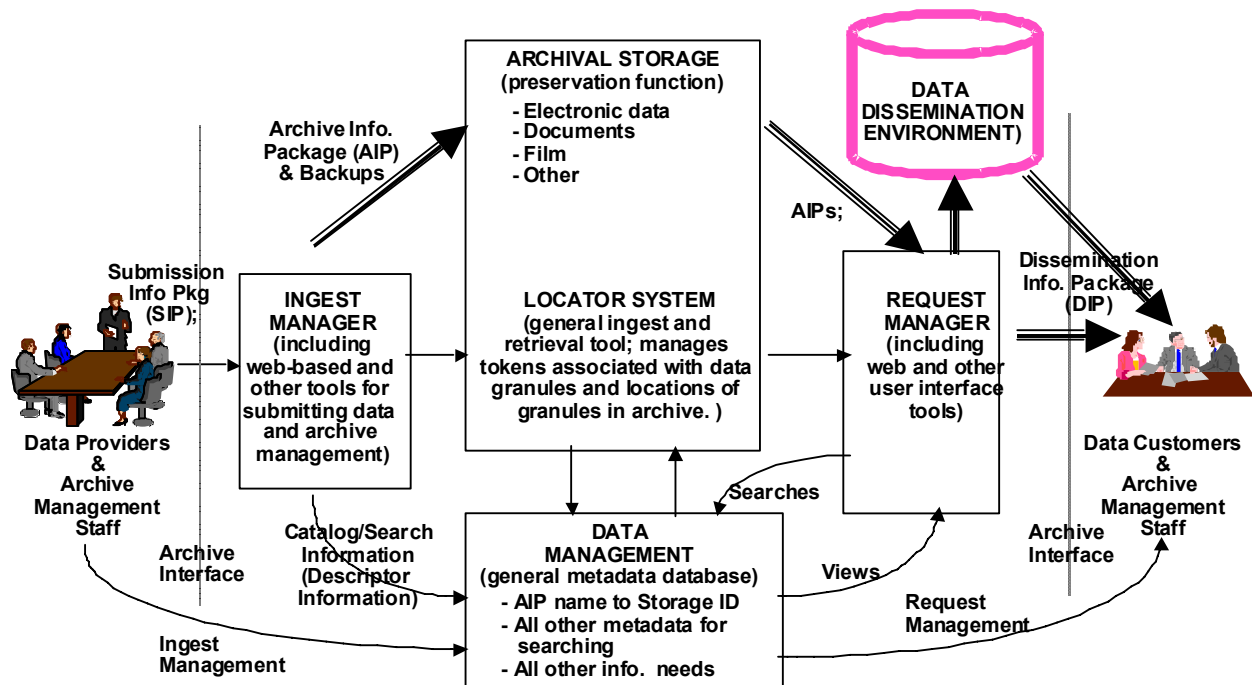 ARCHIVAL STORAGE
(preservation function)
- Electronic data
- Documents
- Film
- Other
DATA
DISSEMINATION
ENVIRONMENT)
Archive Info.
Package (AIP)
& Backups
AIPs;
Submission
Info Pkg
(SIP);
INGEST
MANAGER
(including
web-based and
other tools for
submitting data
and archive
management)
LOCATOR SYSTEM
(general ingest and
retrieval tool; manages
tokens associated with data
granules and locations of
granules in archive. )
REQUEST
MANAGER
(including
web and other
user interface
tools)
Dissemination
Info. Package
(DIP)
Data Providers
&
Archive
Management
Staff
Data Customers
&
Archive
Management
Staff
Searches
Catalog/Search
Information
(Descriptor
Information)
DATA
MANAGEMENT
(general metadata database)
- AIP name to Storage ID
- All other metadata for
searching
- All other info. needs
Archive
Interface
Views
Archive
Interface
Ingest
Management
Request
Management